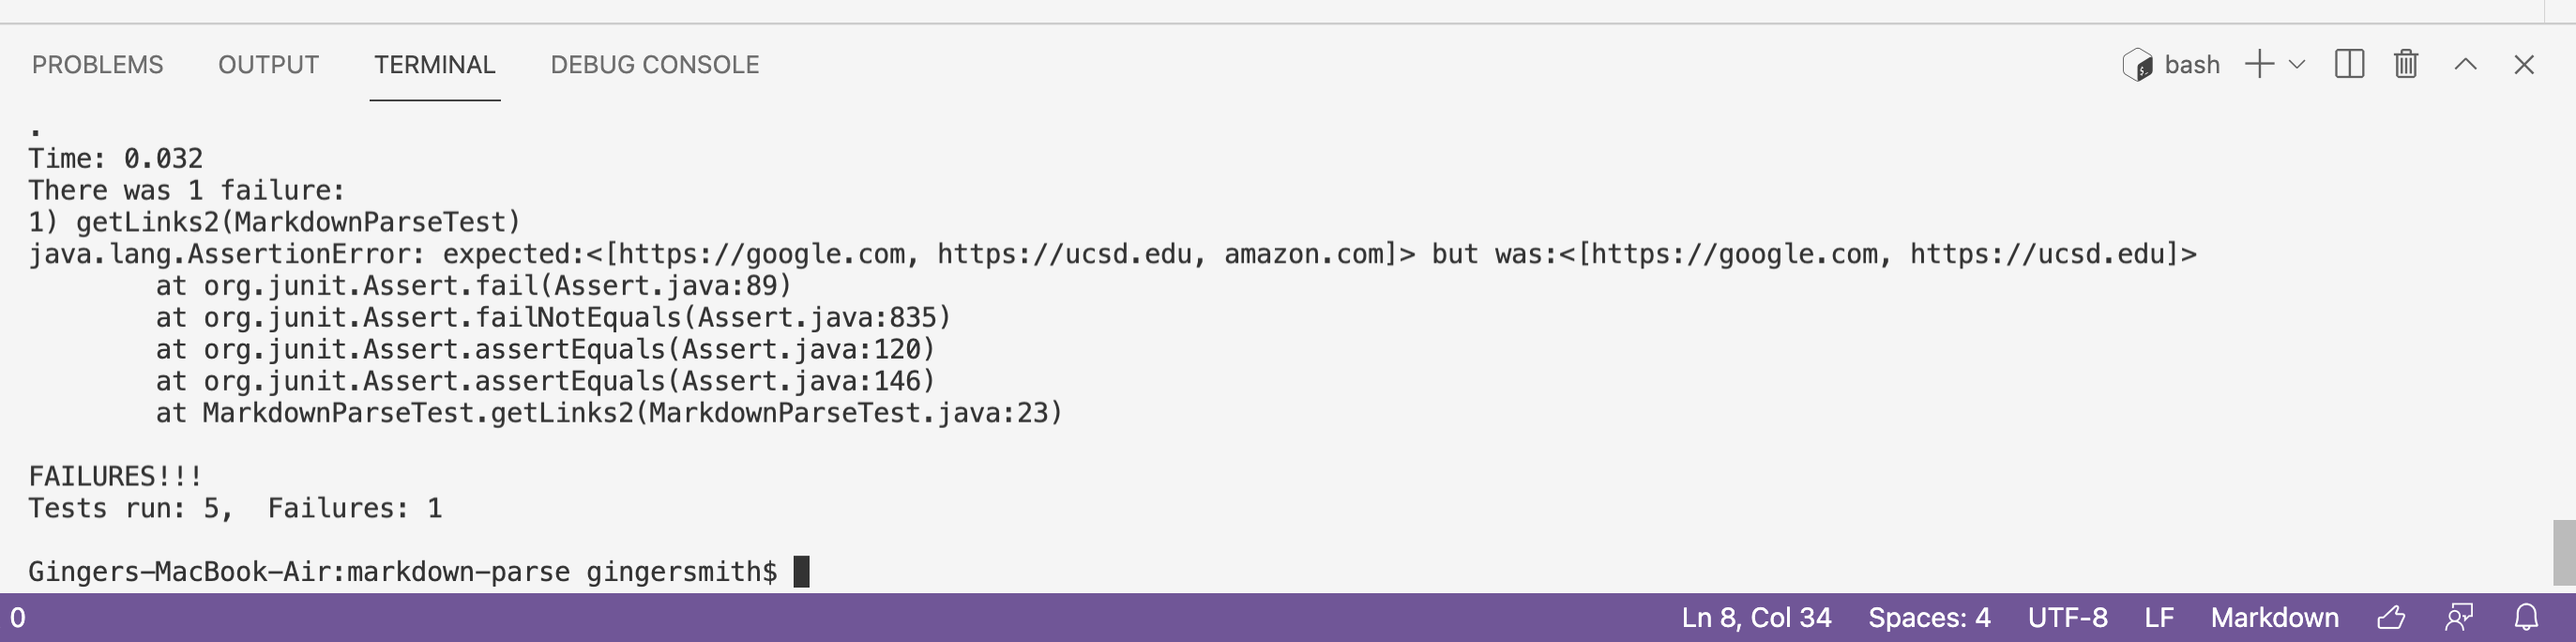 PROBLEMS OUTPUT TERMINAL DEBUG CONSOLE bash
.
Time: 0.032
There was 1 failure:
1) getLinks2(MarkdownParseTest)
java.lang.AssertionError: expected:<[https://google.com, https://ucsd.edu, amazon.com]> but was:<[https://google.com, https://ucsd.edu]>
        at org.junit.Assert.fail(Assert.java:89)
        at org.junit.Assert.failNotEquals(Assert.java:835)
        at org.junit.Assert.assertEquals(Assert.java:120)
        at org.junit.Assert.assertEquals(Assert.java:146)
        at MarkdownParseTest.getLinks2(MarkdownParseTest.java:23)
FAILURES!!!
Tests run: 5,  Failures: 1
Gingers-MacBook-Air:markdown-parse gingersmith$
0 Ln 8, Col 34 Spaces: 4 UTF-8 LF Markdown